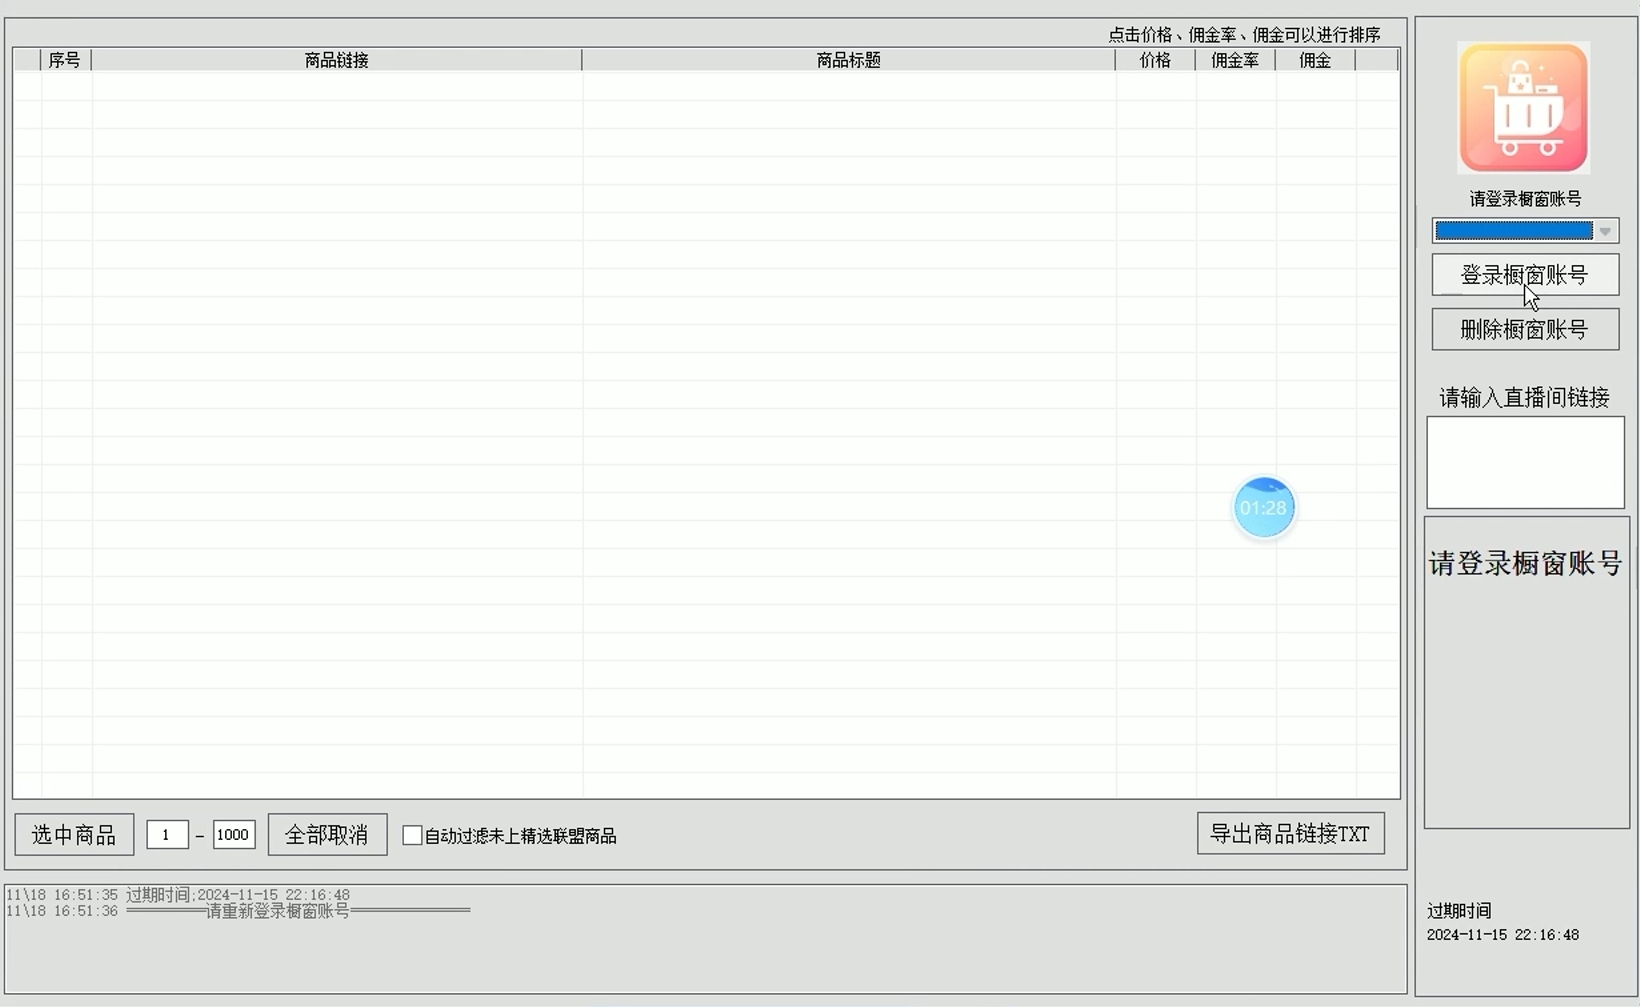 点击价格、佣金率、佣金可以进行排序
序号 商品链接 商品标题 价格 佣金率 佣金
请登录橱窗账号
登录橱窗账号
删除橱窗账号
请输入直播间链接
01:28
请登录橱窗账号
选中商品 1 - 1000 全部取消 自动过滤未上精选联盟商品 导出商品链接TXT
11\18 16:51:35 过期时间:2024-11-15 22:16:48
11\18 16:51:36 ══════════请重新登录橱窗账号═══════════════
过期时间
2024-11-15 22:16:48